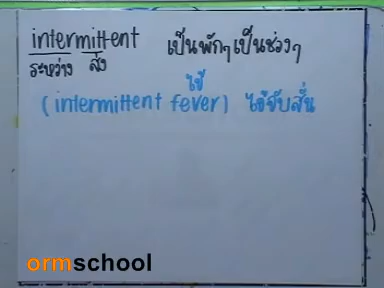 intermittent เป็นพักๆ เป็นช่วงๆ
ระหว่าง ส่ง
ไข้
(intermittent fever) ไข้จับสั่น
ormschool